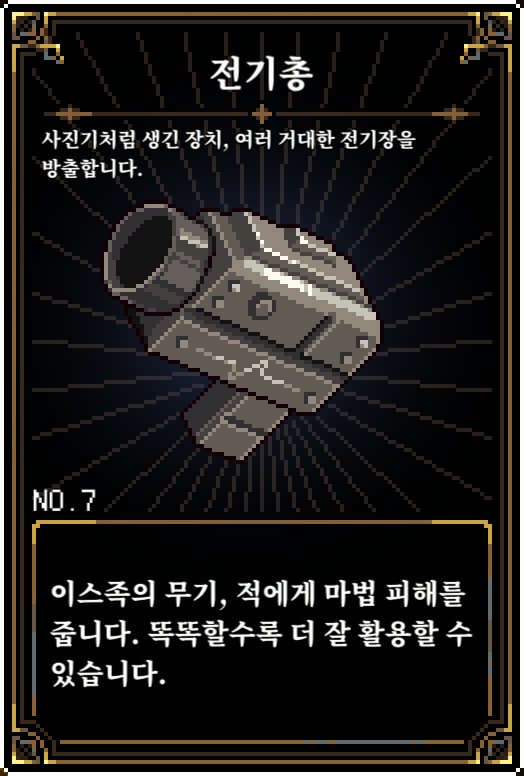 전기총
사진기처럼 생긴 장치, 여러 거대한 전기장을
방출합니다.
NO.7
이스족의 무기, 적에게 마법 피해를
줍니다. 똑똑할수록 더 잘 활용할 수
있습니다.